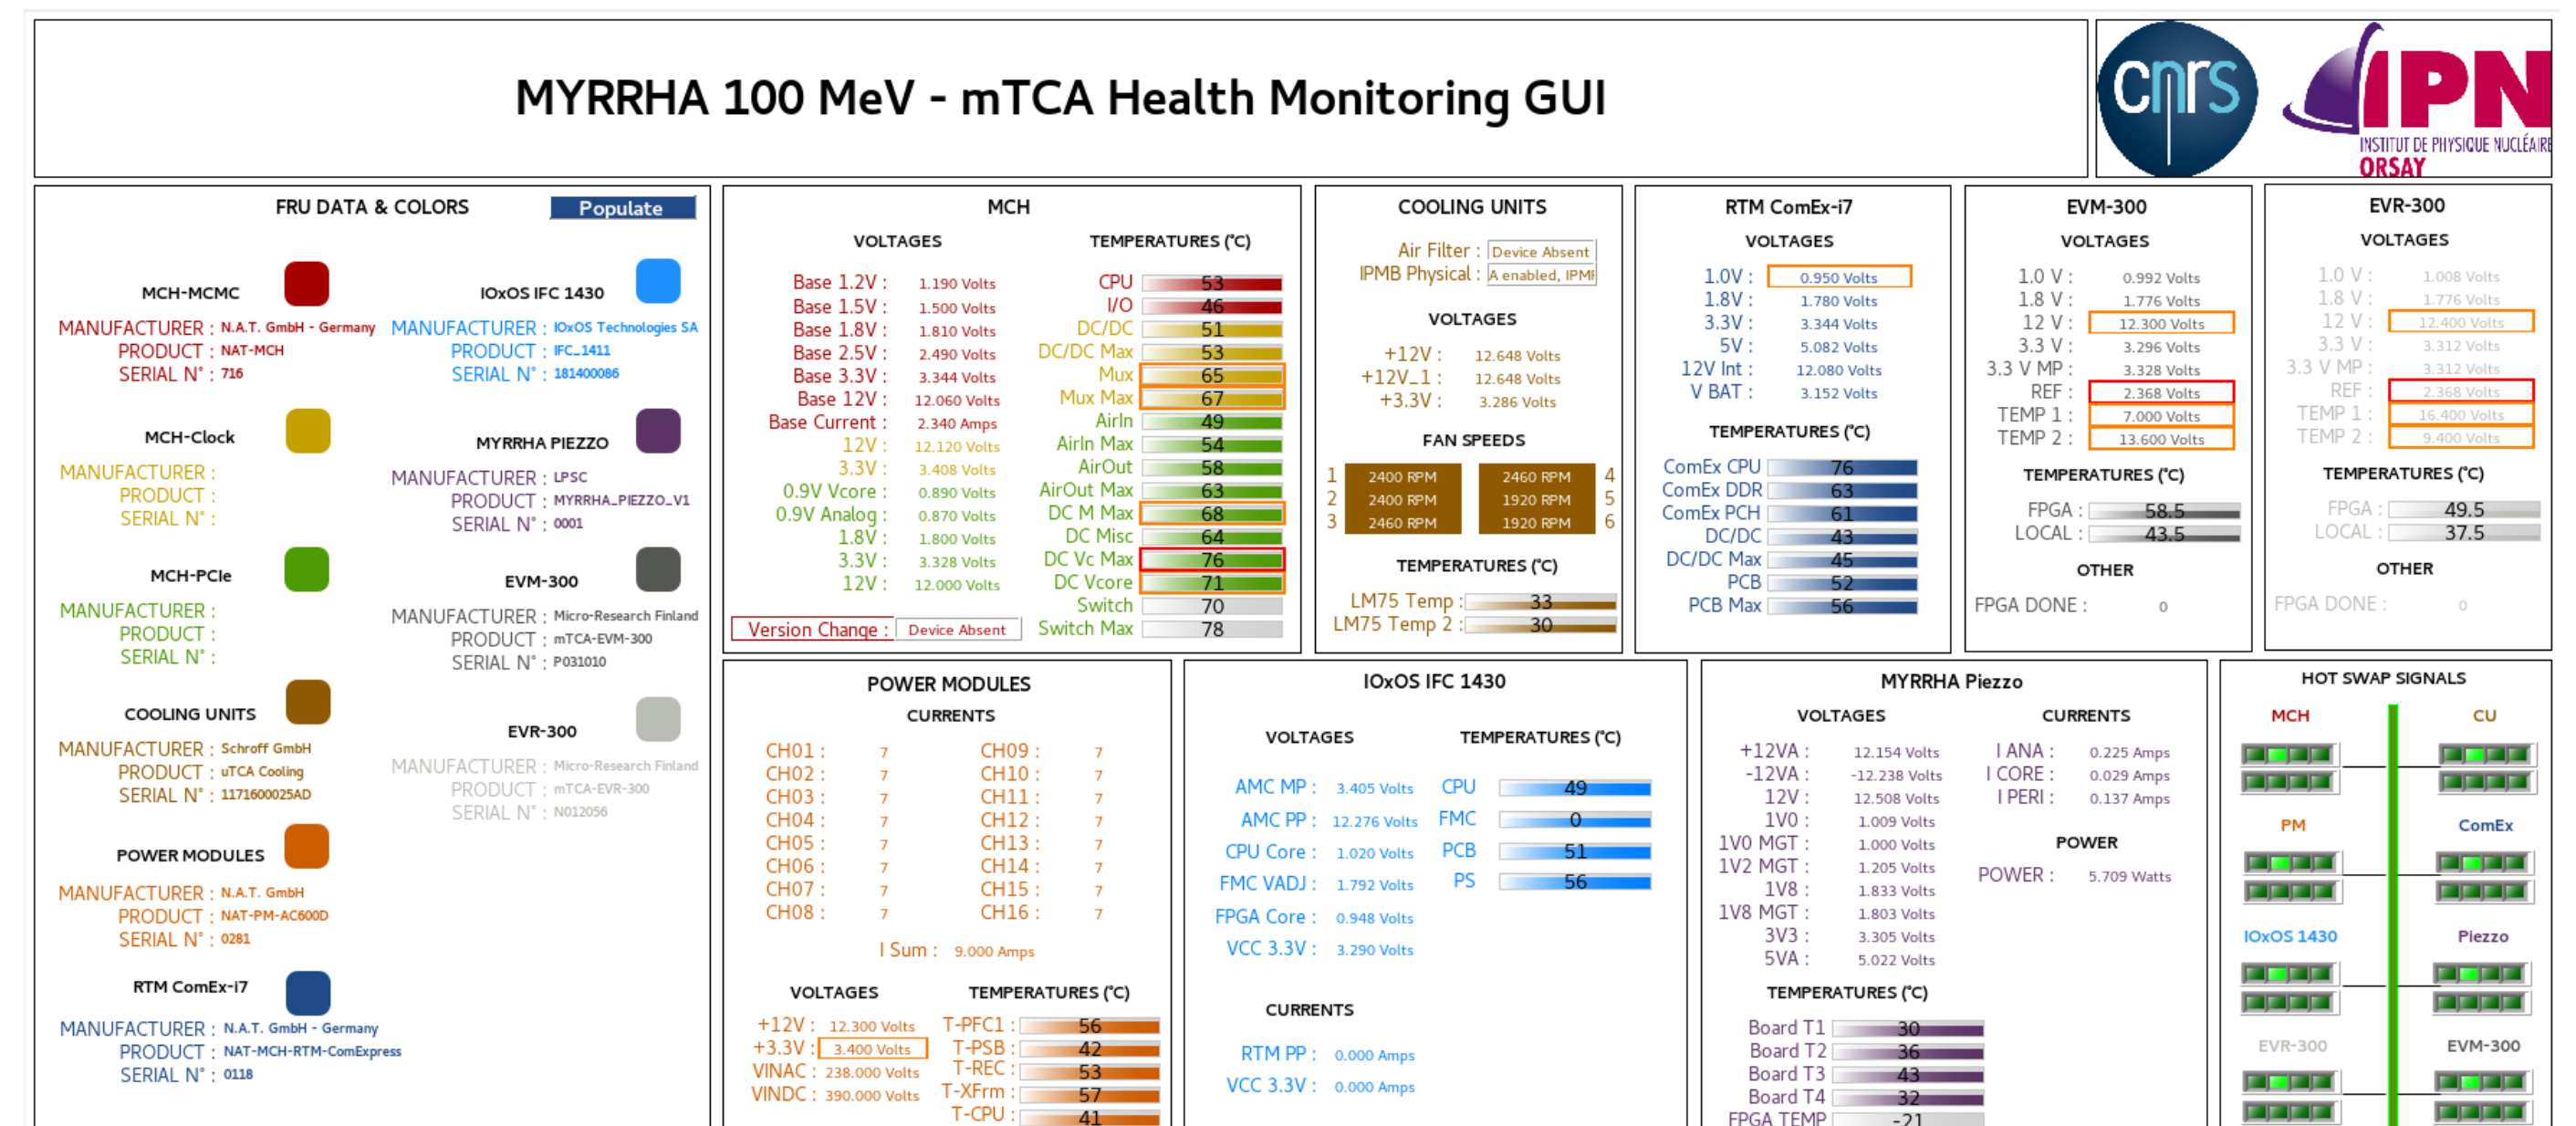 MYRRHA 100 MeV - mTCA Health Monitoring GUI
cnrs
IPN
INSTITUT DE PHYSIQUE NUCLÉAIRE
ORSAY
FRU DATA & COLORS
Populate
MCH-MCMC
MANUFACTURER : N.A.T. GmbH - Germany
PRODUCT : NAT-MCH
SERIAL N° : 716
IOxOS IFC 1430
MANUFACTURER : IOxOS Technologies SA
PRODUCT : IFC_1411
SERIAL N° : 181400086
MCH-Clock
MANUFACTURER :
PRODUCT :
SERIAL N° :
MYRRHA PIEZZO
MANUFACTURER : LPSC
PRODUCT : MYRRHA_PIEZZO_V1
SERIAL N° : 0001
MCH-PCIe
MANUFACTURER :
PRODUCT :
SERIAL N° :
EVM-300
MANUFACTURER : Micro-Research Finland
PRODUCT : mTCA-EVM-300
SERIAL N° : P031010
COOLING UNITS
MANUFACTURER : Schroff GmbH
PRODUCT : uTCA Cooling
SERIAL N° : 1171600025AD
EVR-300
MANUFACTURER : Micro-Research Finland
PRODUCT : mTCA-EVR-300
SERIAL N° : N012056
POWER MODULES
MANUFACTURER : N.A.T. GmbH
PRODUCT : NAT-PM-AC600D
SERIAL N° : 0281
RTM ComEx-i7
MANUFACTURER : N.A.T. GmbH - Germany
PRODUCT : NAT-MCH-RTM-ComExpress
SERIAL N° : 0118
MCH
VOLTAGES
Base 1.2V : 1.190 Volts
Base 1.5V : 1.500 Volts
Base 1.8V : 1.810 Volts
Base 2.5V : 2.490 Volts
Base 3.3V : 3.344 Volts
Base 12V : 12.060 Volts
Base Current : 2.340 Amps
12V : 12.120 Volts
3.3V : 3.408 Volts
0.9V Vcore : 0.890 Volts
0.9V Analog : 0.870 Volts
1.8V : 1.800 Volts
3.3V : 3.328 Volts
12V : 12.000 Volts
Version Change : Device Absent
TEMPERATURES (°C)
CPU 53
I/O 46
DC/DC 51
DC/DC Max 53
Mux 65
Mux Max 67
AirIn 49
AirIn Max 54
AirOut 58
AirOut Max 63
DC M Max 68
DC Misc 64
DC Vc Max 76
DC Vcore 71
Switch 70
Switch Max 78
COOLING UNITS
Air Filter : Device Absent
IPMB Physical : A enabled, IPMI
VOLTAGES
+12V : 12.648 Volts
+12V_1 : 12.648 Volts
+3.3V : 3.286 Volts
FAN SPEEDS
1 2400 RPM 2460 RPM 4
2 2400 RPM 1920 RPM 5
3 2460 RPM 1920 RPM 6
TEMPERATURES (°C)
LM75 Temp : 33
LM75 Temp 2 : 30
RTM ComEx-i7
VOLTAGES
1.0V : 0.950 Volts
1.8V : 1.780 Volts
3.3V : 3.344 Volts
5V : 5.082 Volts
12V Int : 12.080 Volts
V BAT : 3.152 Volts
TEMPERATURES (°C)
ComEx CPU 76
ComEx DDR 63
ComEx PCH 61
DC/DC 43
DC/DC Max 45
PCB 52
PCB Max 56
EVM-300
VOLTAGES
1.0 V : 0.992 Volts
1.8 V : 1.776 Volts
12 V : 12.300 Volts
3.3 V : 3.296 Volts
3.3 V MP : 3.328 Volts
REF : 2.368 Volts
TEMP 1 : 7.000 Volts
TEMP 2 : 13.600 Volts
TEMPERATURES (°C)
FPGA : 58.5
LOCAL : 43.5
OTHER
FPGA DONE : 0
EVR-300
VOLTAGES
1.0 V : 1.008 Volts
1.8 V : 1.776 Volts
12 V : 12.400 Volts
3.3 V : 3.312 Volts
3.3 V MP : 3.312 Volts
REF : 2.368 Volts
TEMP 1 : 16.400 Volts
TEMP 2 : 9.400 Volts
TEMPERATURES (°C)
FPGA : 49.5
LOCAL : 37.5
OTHER
FPGA DONE : 0
POWER MODULES
CURRENTS
CH01 : 7 CH09 : 7
CH02 : 7 CH10 : 7
CH03 : 7 CH11 : 7
CH04 : 7 CH12 : 7
CH05 : 7 CH13 : 7
CH06 : 7 CH14 : 7
CH07 : 7 CH15 : 7
CH08 : 7 CH16 : 7
I Sum : 9.000 Amps
VOLTAGES
+12V : 12.300 Volts
+3.3V : 3.400 Volts
VINAC : 238.000 Volts
VINDC : 390.000 Volts
TEMPERATURES (°C)
T-PFC1 : 56
T-PSB : 42
T-REC : 53
T-XFrm : 57
T-CPU : 41
IOxOS IFC 1430
VOLTAGES
AMC MP : 3.405 Volts
AMC PP : 12.276 Volts
CPU Core : 1.020 Volts
FMC VADJ : 1.792 Volts
FPGA Core : 0.948 Volts
VCC 3.3V : 3.290 Volts
TEMPERATURES (°C)
CPU 49
FMC 0
PCB 51
PS 56
CURRENTS
RTM PP : 0.000 Amps
VCC 3.3V : 0.000 Amps
MYRRHA Piezzo
VOLTAGES
+12VA : 12.154 Volts
-12VA : -12.238 Volts
12V : 12.508 Volts
1V0 : 1.009 Volts
1V0 MGT : 1.000 Volts
1V2 MGT : 1.205 Volts
1V8 : 1.833 Volts
1V8 MGT : 1.803 Volts
3V3 : 3.305 Volts
5VA : 5.022 Volts
CURRENTS
I ANA : 0.225 Amps
I CORE : 0.029 Amps
I PERI : 0.137 Amps
POWER
POWER : 5.709 Watts
TEMPERATURES (°C)
Board T1 30
Board T2 36
Board T3 43
Board T4 32
FPGA TEMP -21
HOT SWAP SIGNALS
MCH CU
PM ComEx
IOxOS 1430 Piezzo
EVR-300 EVM-300